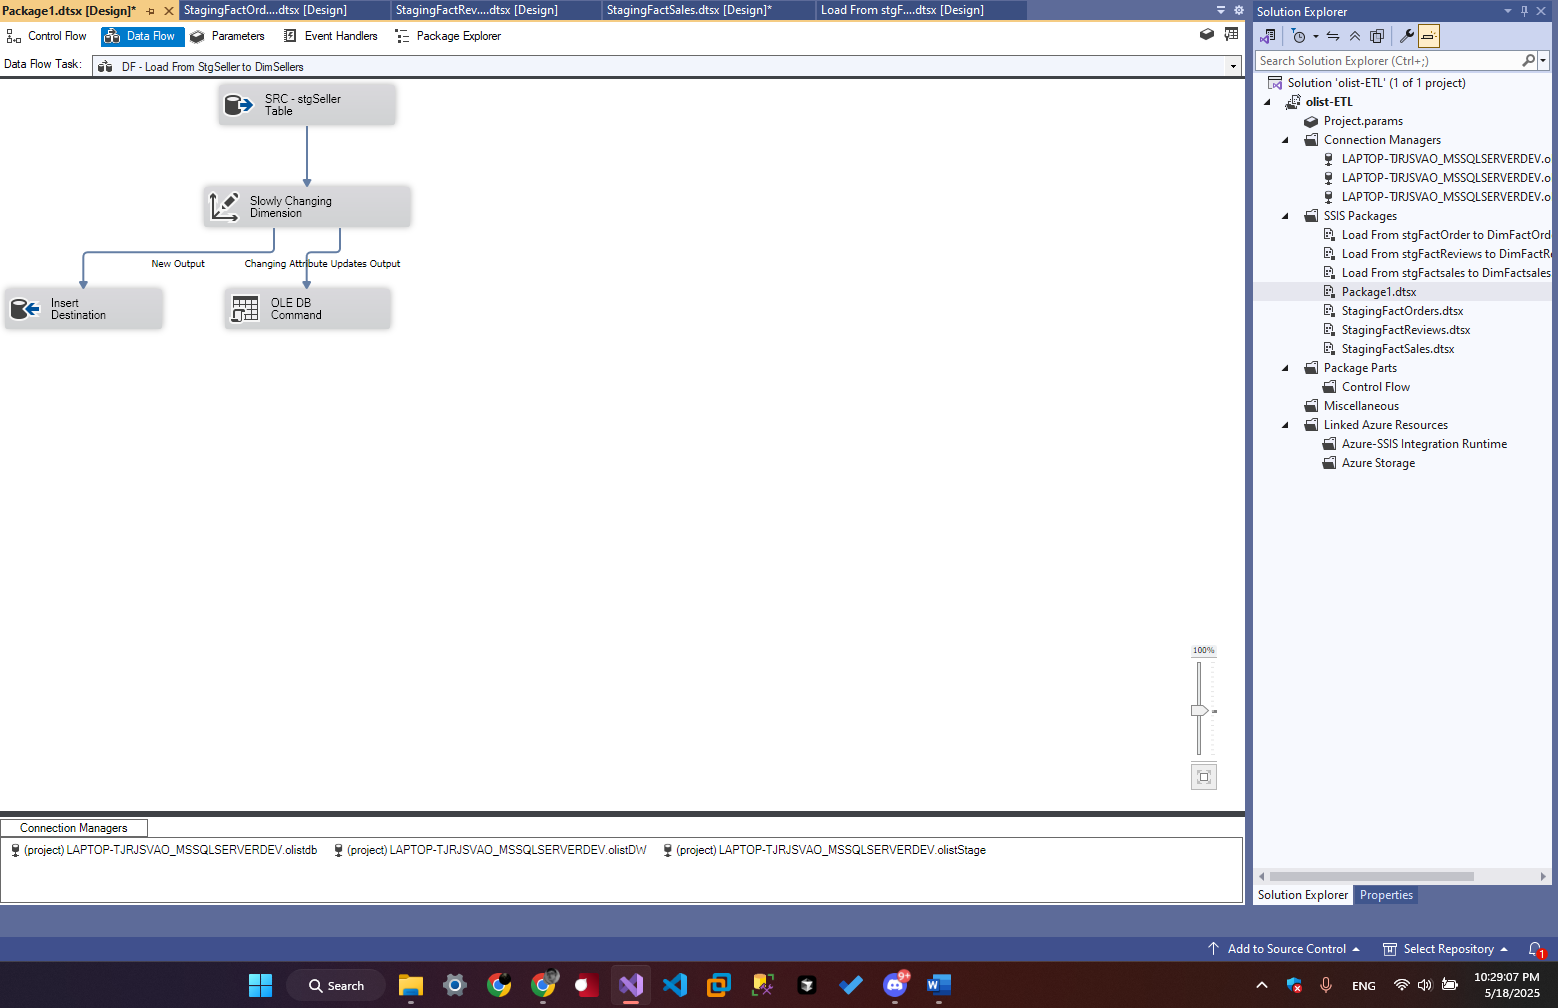 Package1.dtsx [Design]*
StagingFactOrd....dtsx [Design]
StagingFactRev....dtsx [Design]
StagingFactSales.dtsx [Design]*
Load From stgF....dtsx [Design]
Control Flow
Data Flow
Parameters
Event Handlers
Package Explorer
Data Flow Task:
DF - Load From StgSeller to DimSellers
SRC - stgSeller
Table
Slowly Changing
Dimension
New Output
Changing Attribute Updates Output
Insert
Destination
OLE DB
Command
100%
Connection Managers
(project) LAPTOP-TJRJSVAO_MSSQLSERVERDEV.olistdb
(project) LAPTOP-TJRJSVAO_MSSQLSERVERDEV.olistDW
(project) LAPTOP-TJRJSVAO_MSSQLSERVERDEV.olistStage
Solution Explorer
Search Solution Explorer (Ctrl+;)
Solution 'olist-ETL' (1 of 1 project)
olist-ETL
Project.params
Connection Managers
LAPTOP-TJRJSVAO_MSSQLSERVERDEV.o
LAPTOP-TJRJSVAO_MSSQLSERVERDEV.o
LAPTOP-TJRJSVAO_MSSQLSERVERDEV.o
SSIS Packages
Load From stgFactOrder to DimFactOrd
Load From stgFactReviews to DimFactRe
Load From stgFactsales to DimFactsales
Package1.dtsx
StagingFactOrders.dtsx
StagingFactReviews.dtsx
StagingFactSales.dtsx
Package Parts
Control Flow
Miscellaneous
Linked Azure Resources
Azure-SSIS Integration Runtime
Azure Storage
Solution Explorer
Properties
Add to Source Control
Select Repository
1
Search
9+
W
ENG
10:29:07 PM
5/18/2025